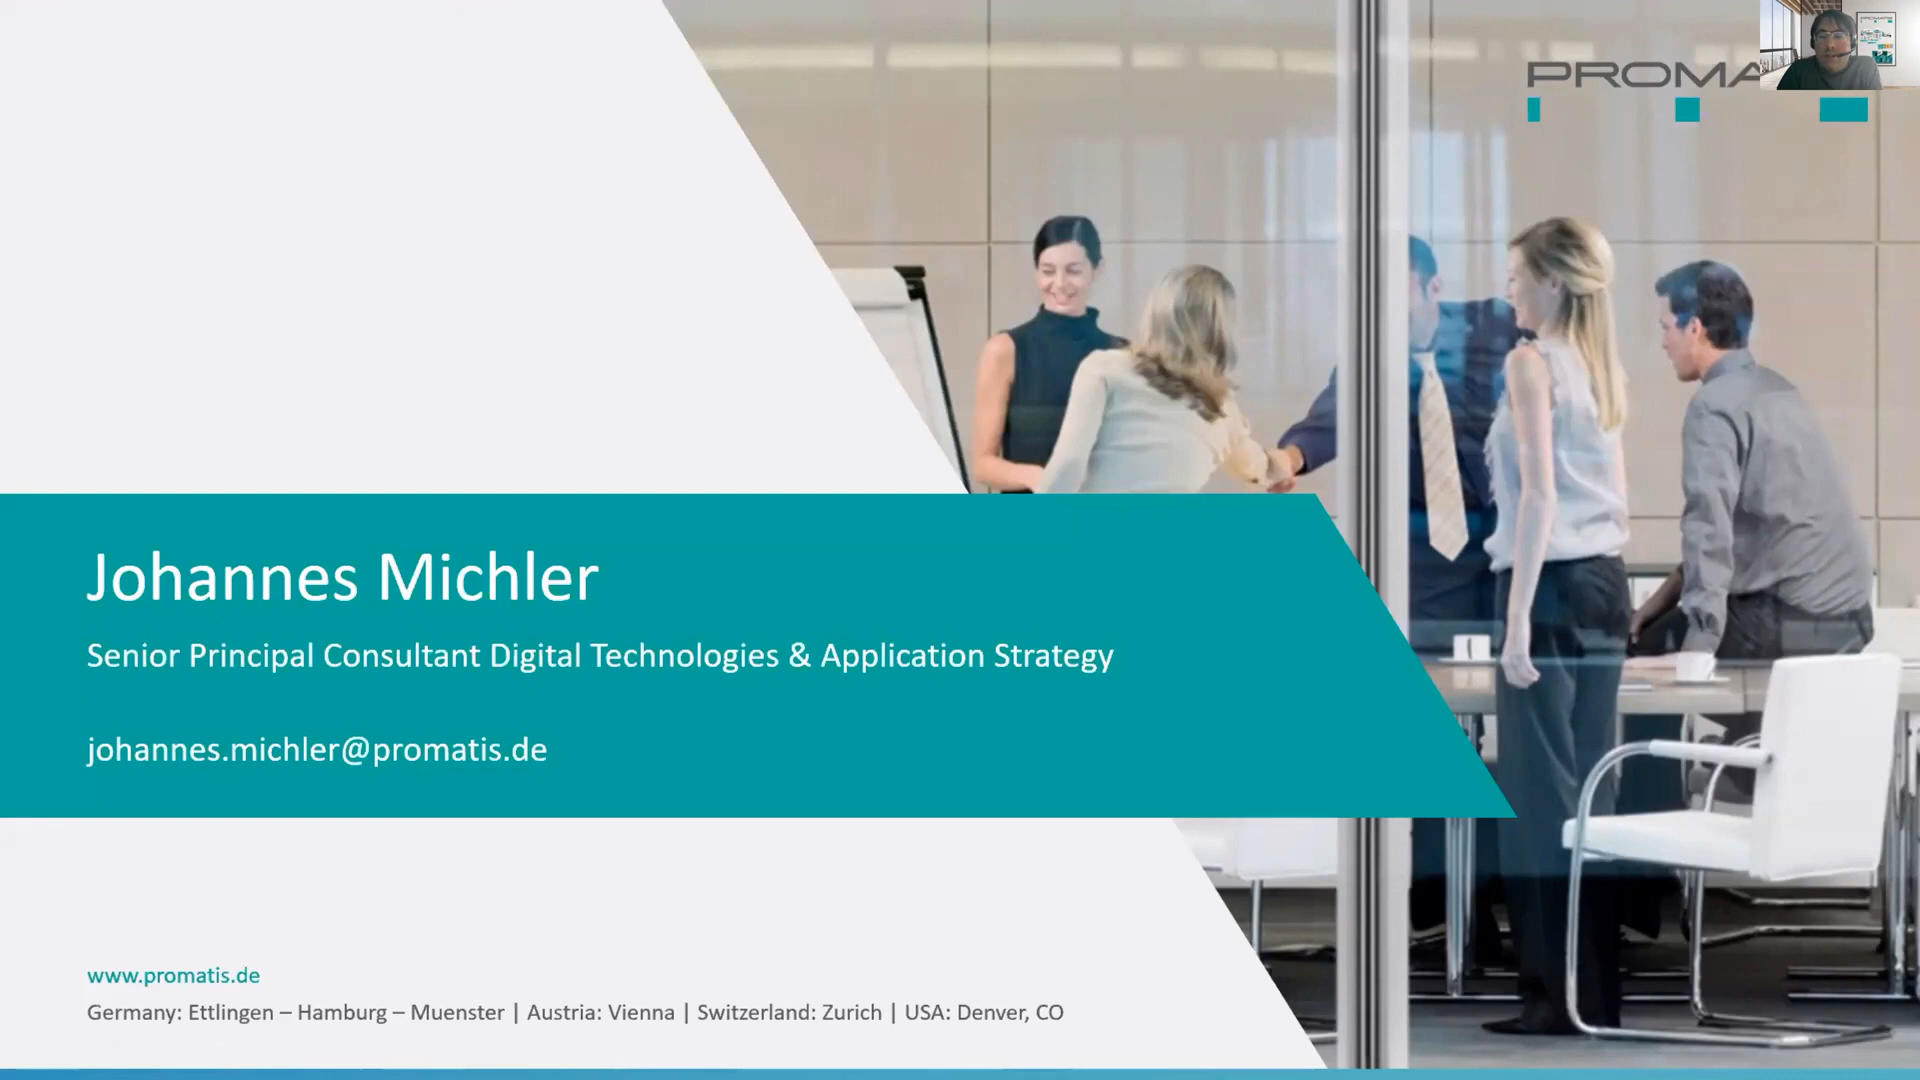 PROMA
Johannes Michler
Senior Principal Consultant Digital Technologies & Application Strategy
johannes.michler@promatis.de
www.promatis.de
Germany: Ettlingen – Hamburg – Muenster | Austria: Vienna | Switzerland: Zurich | USA: Denver, CO